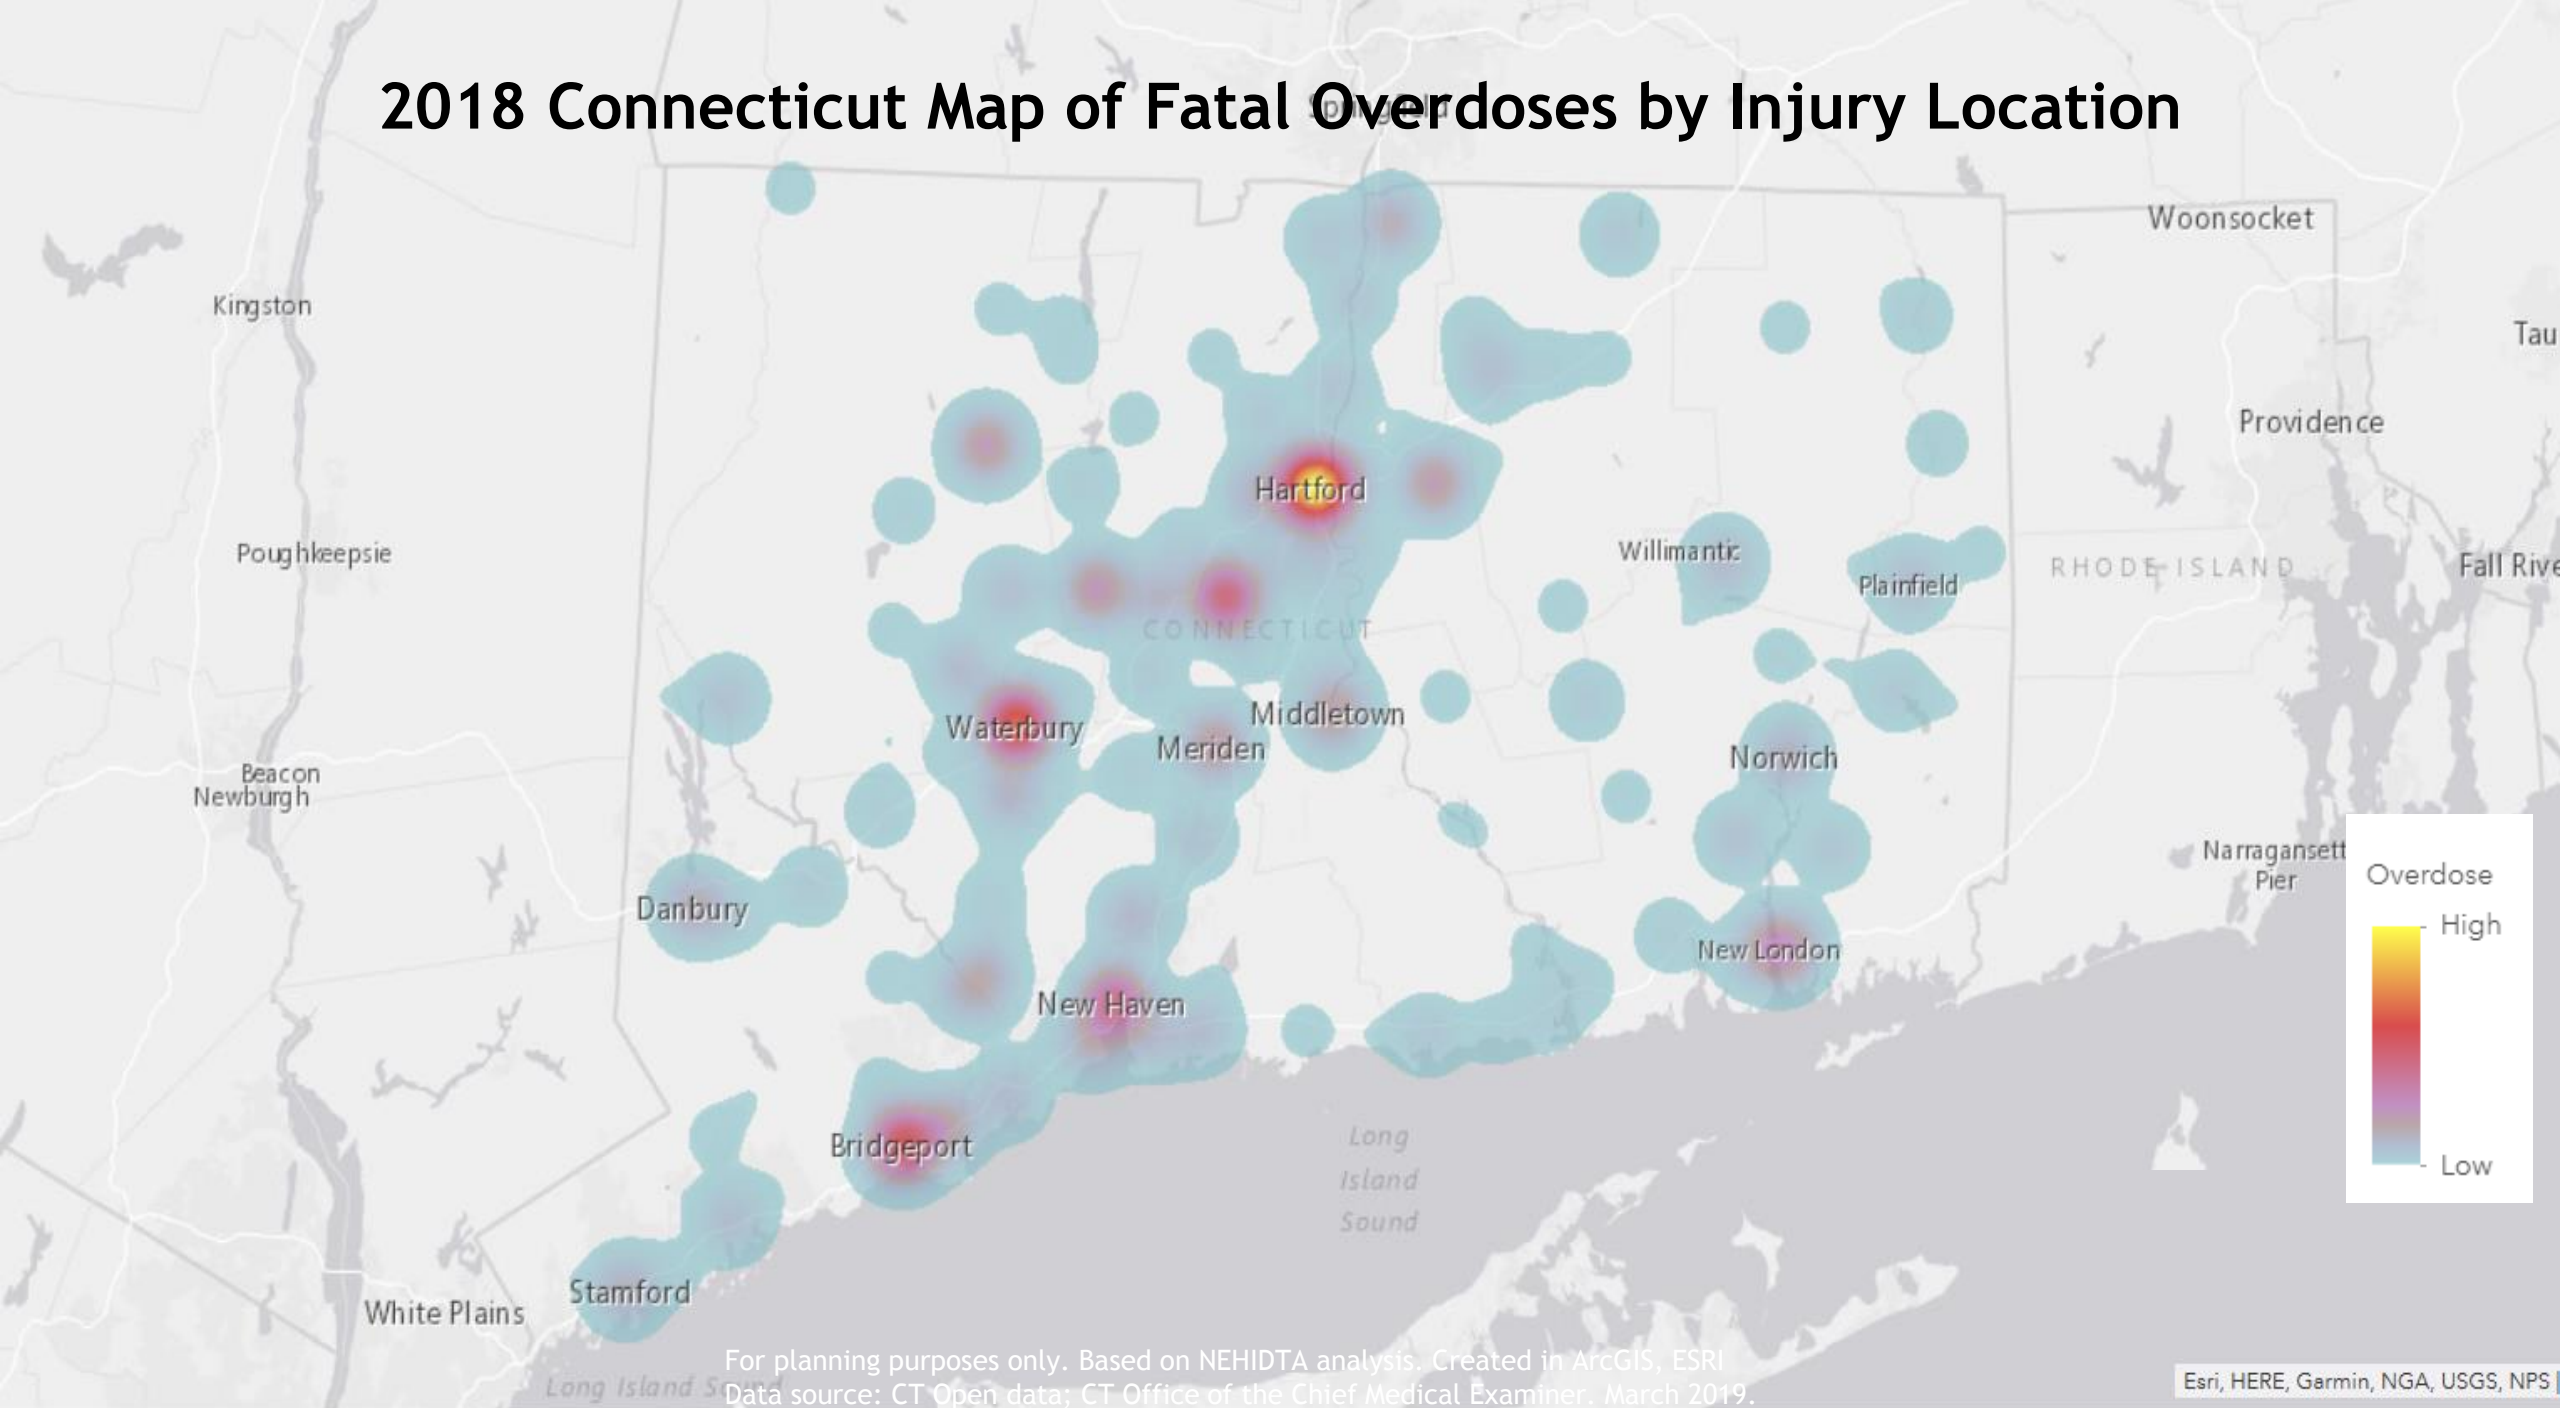 2018 Connecticut Map of Fatal Overdoses by Injury Location
Springfield
Woonsocket
Kingston
Tau
Providence
Hartford
Poughkeepsie
Willimantic
Plainfield
RHODE ISLAND
Fall Rive
CONNECTICUT
Waterbury
Middletown
Meriden
Norwich
Beacon
Newburgh
Narragansett
Pier
Overdose
High
Low
Danbury
New London
New Haven
Bridgeport
Long
Island
Sound
Stamford
White Plains
For planning purposes only. Based on NEHIDTA analysis. Created in ArcGIS, ESRI
Long Island Sound
Data source: CT Open data; CT Office of the Chief Medical Examiner. March 2019.
Esri, HERE, Garmin, NGA, USGS, NPS |